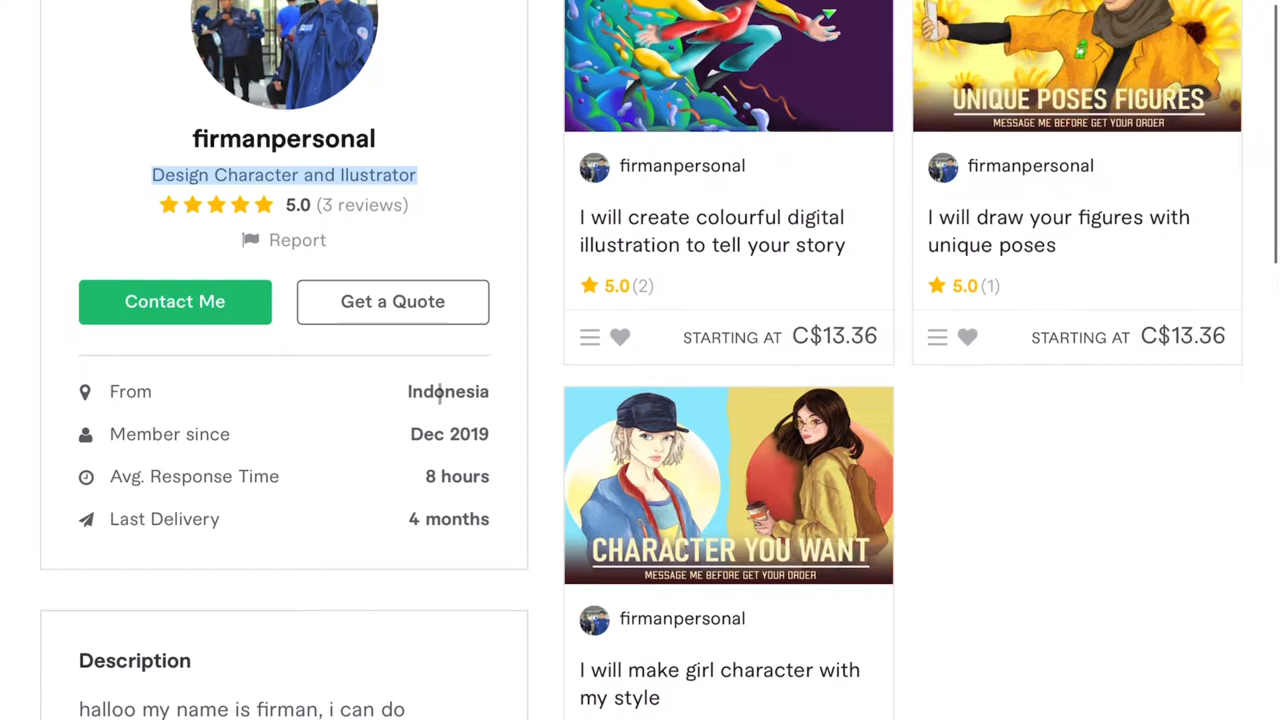 firmanpersonal
Design Character and Ilustrator
5.0 (3 reviews)
Report
Contact Me
Get a Quote
From Indonesia
Member since Dec 2019
Avg. Response Time 8 hours
Last Delivery 4 months
Description
halloo my name is firman, i can do
firmanpersonal
I will create colourful digital
illustration to tell your story
5.0 (2)
STARTING AT C$13.36
UNIQUE POSES FIGURES
MESSAGE ME BEFORE GET YOUR ORDER
firmanpersonal
I will draw your figures with
unique poses
5.0 (1)
STARTING AT C$13.36
CHARACTER YOU WANT
MESSAGE ME BEFORE GET YOUR ORDER
firmanpersonal
I will make girl character with
my style